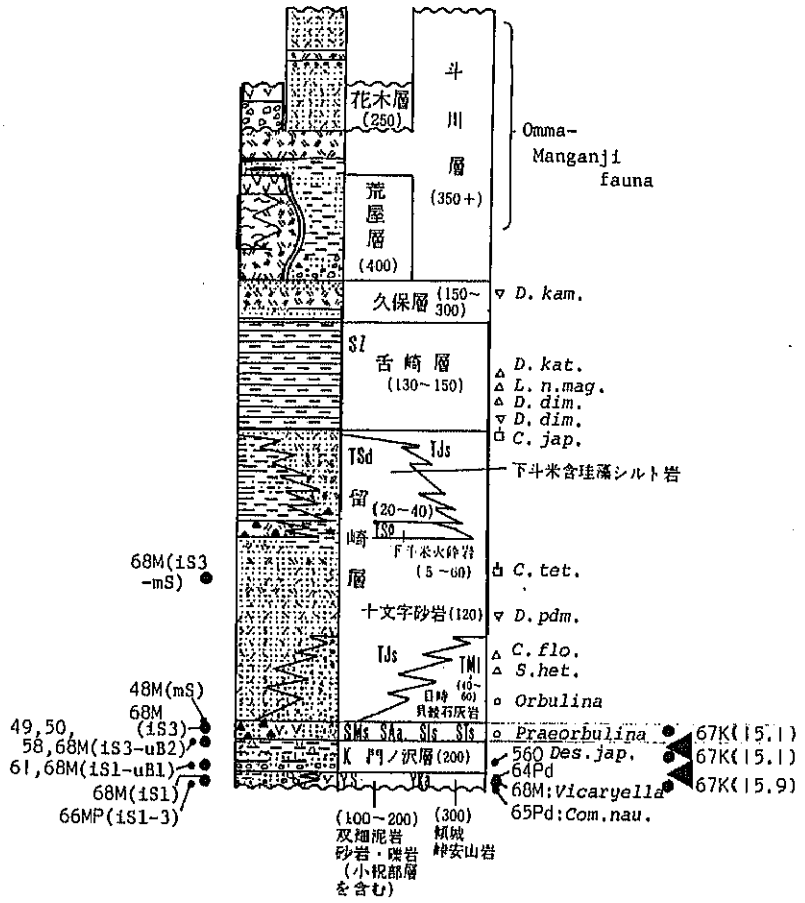 斗川層
(350+)
花木層
(250)
Omma-
Manganji
fauna
荒屋層
(400)
久保層 (150~
300)
▽ D. kam.
Sl
舌崎層
(130~150)
△ D. kat.
△ L. n.mag.
△ D. dim.
▽ D. dim.
C. jap.
TSd
TJs
下斗米含珪藻シルト岩
留崎層
(20~40)
TSp
下斗米火砕岩
(5~60)
68M(iS3
-mS)
C. tet.
十文字砂岩(120)
▽ D. pdm.
TJs
TMl
(40~
60)
貝殻石灰岩
△ C. flo.
△ S.het.
Orbulina
48M(mS)
68M
(iS3)
49,50,
58,68M(iS3-uB2)
61,68M(iS1-uB1)
68M(iS1)
66MP(iS1-3)
SMs SAa SIs STs
Praeorbulina
67K(15.1)
K 門ノ沢層(200)
560 Des.jap.
67K(15.1)
64Pd
YS
YKa
68M:Vicaryella
67K(15.9)
65Pd:Com.nau.
(100~200)
双畑泥岩
砂岩・礫岩
(小祝部層
を含む)
(300)
峠安山岩